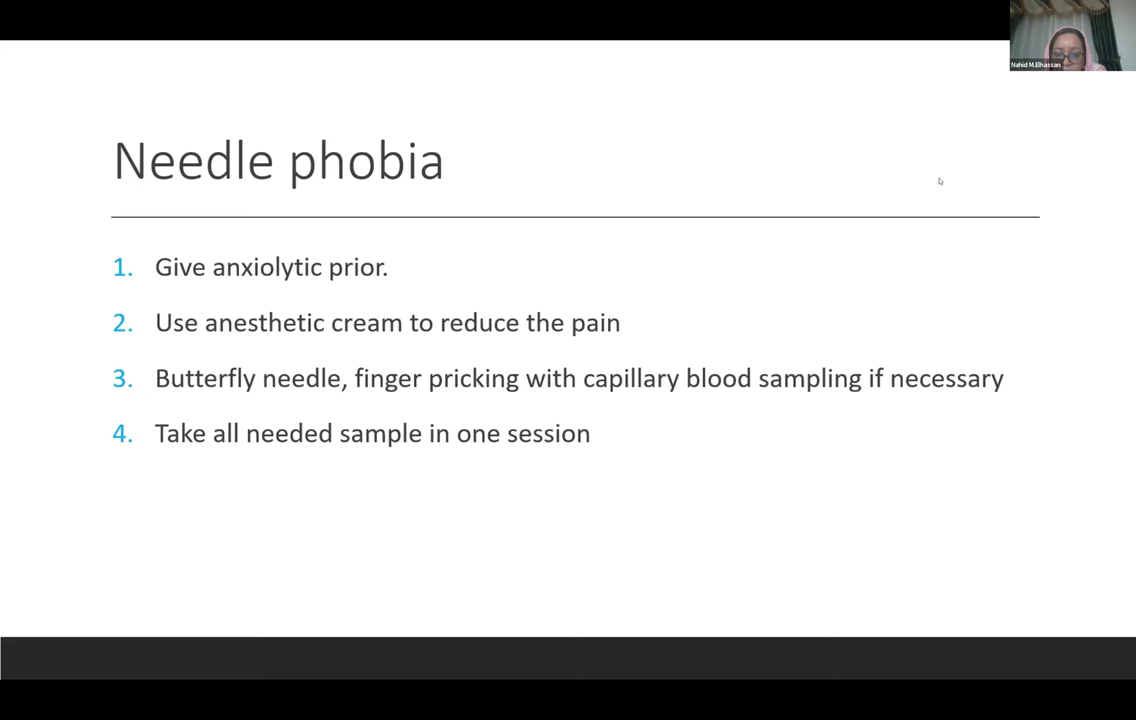 Nahid M.Elhassan
Needle phobia
1. Give anxiolytic prior.
2. Use anesthetic cream to reduce the pain
3. Butterfly needle, finger pricking with capillary blood sampling if necessary
4. Take all needed sample in one session